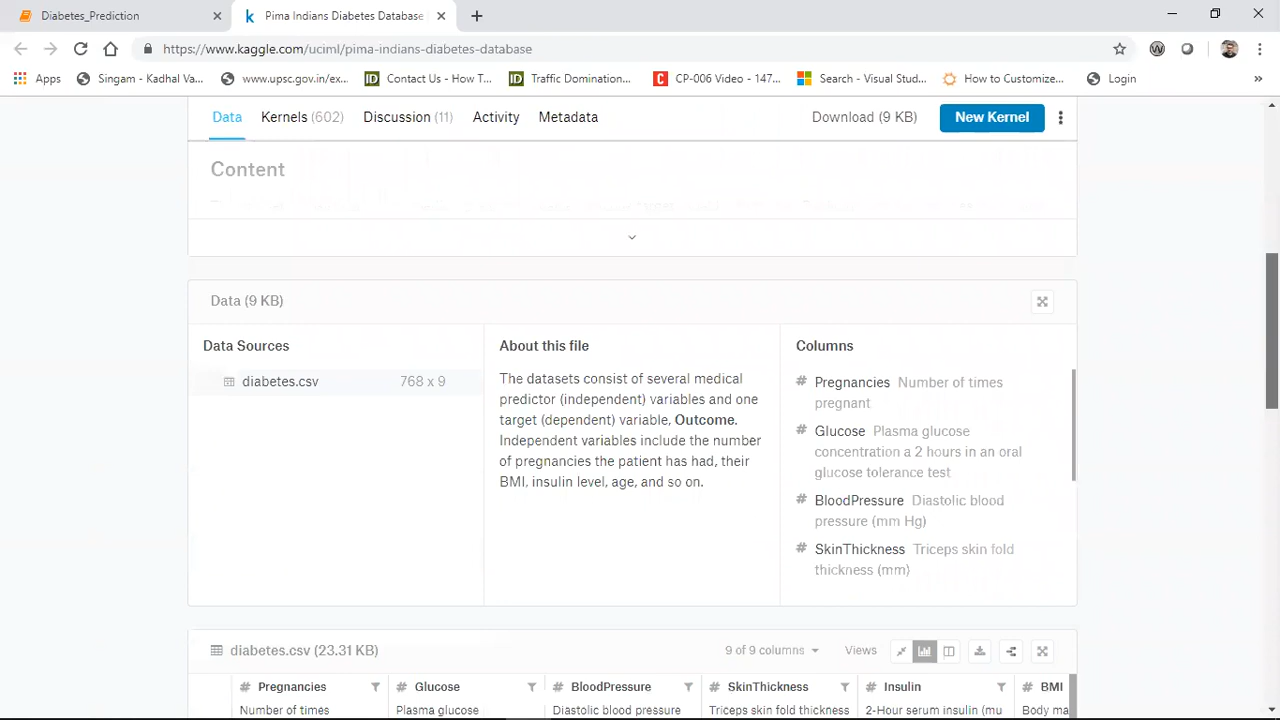 Diabetes_Prediction
Pima Indians Diabetes Database
https://www.kaggle.com/uciml/pima-indians-diabetes-database
Apps
Singam - Kadhal Va...
www.upsc.gov.in/ex...
Contact Us - How T...
Traffic Domination...
CP-006 Video - 147...
Search - Visual Stud...
How to Customize...
Login
Data Kernels (602) Discussion (11) Activity Metadata Download (9 KB) New Kernel
Content
Data (9 KB)
Data Sources
diabetes.csv 768 x 9
About this file
The datasets consist of several medical
predictor (independent) variables and one
target (dependent) variable, Outcome.
Independent variables include the number
of pregnancies the patient has had, their
BMI, insulin level, age, and so on.
Columns
# Pregnancies Number of times
pregnant
# Glucose Plasma glucose
concentration a 2 hours in an oral
glucose tolerance test
# BloodPressure Diastolic blood
pressure (mm Hg)
# SkinThickness Triceps skin fold
thickness (mm)
diabetes.csv (23.31 KB) 9 of 9 columns Views
# Pregnancies # Glucose # BloodPressure # SkinThickness # Insulin # BMI
Number of times Plasma glucose Diastolic blood pressure Triceps skin fold thickness 2-Hour serum insulin (mu Body ma